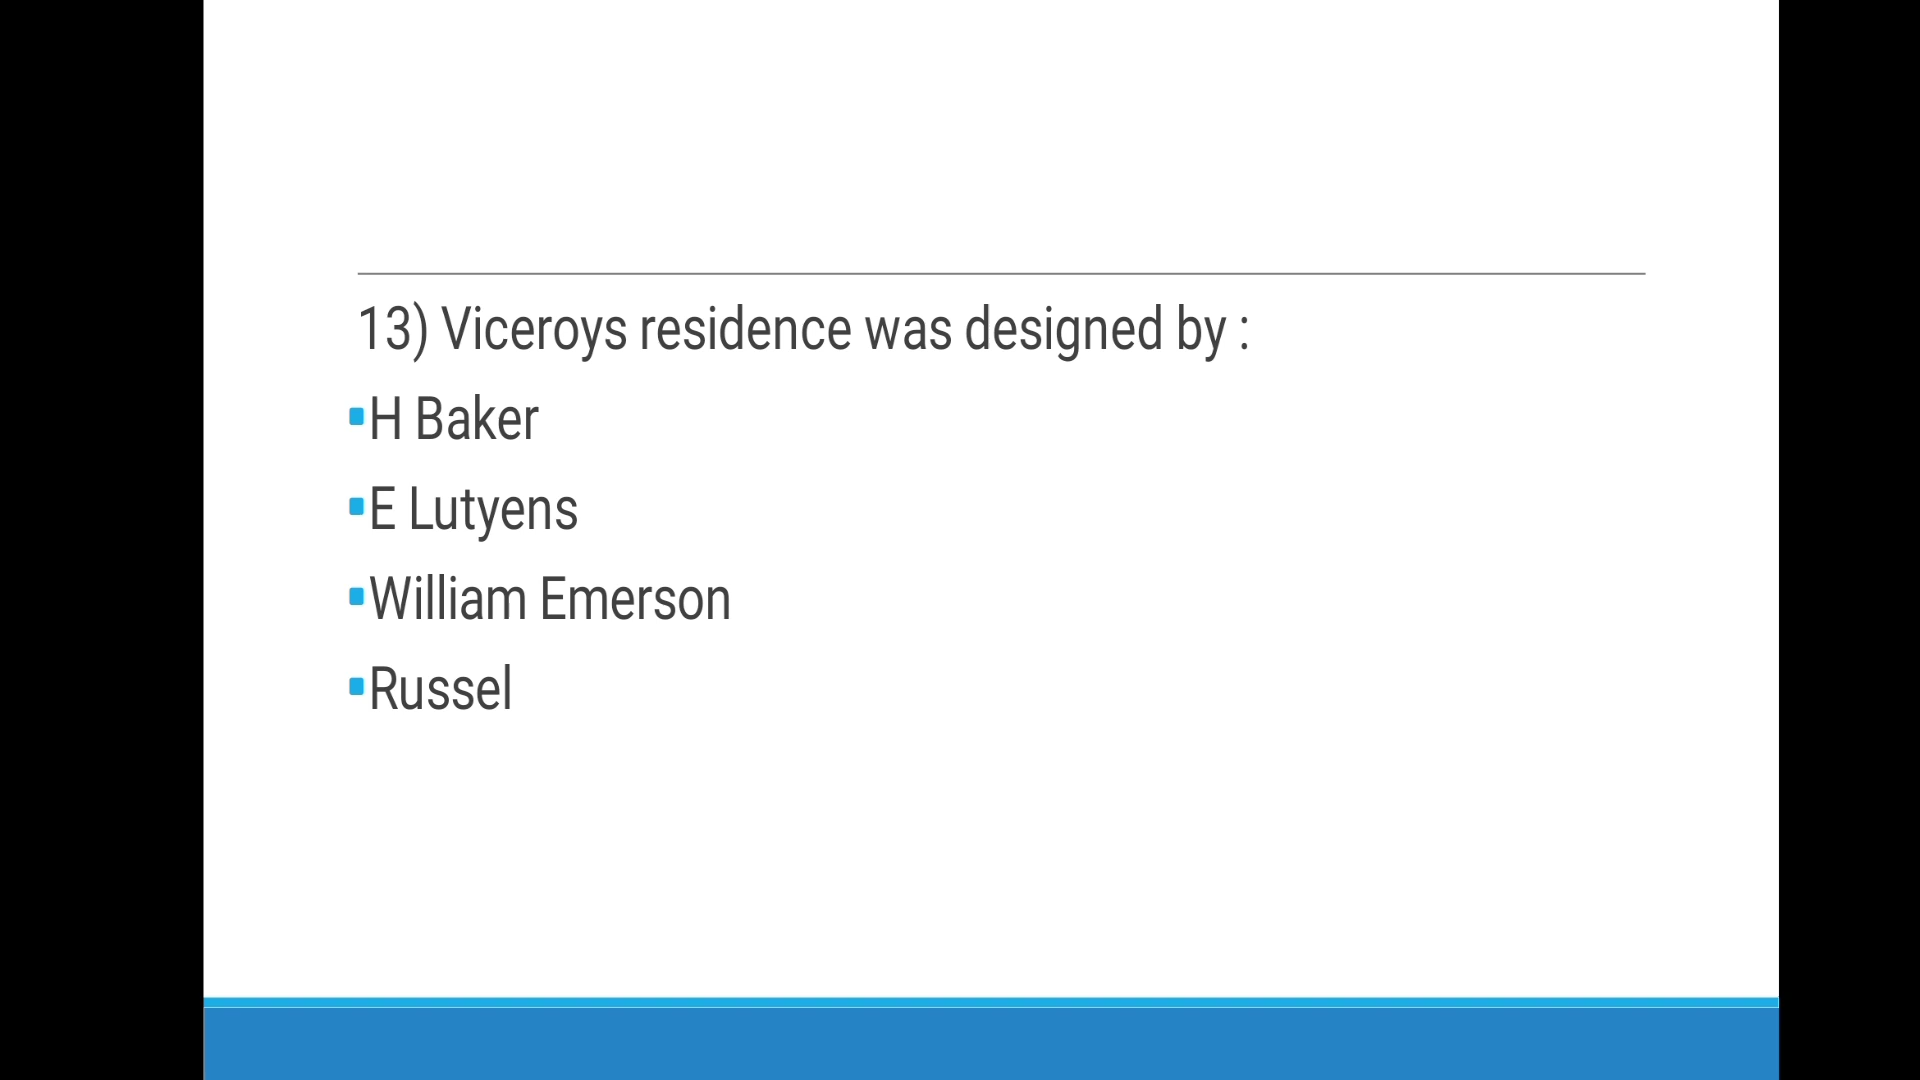 13) Viceroys residence was designed by :
▪H Baker
▪E Lutyens
▪William Emerson
▪Russel